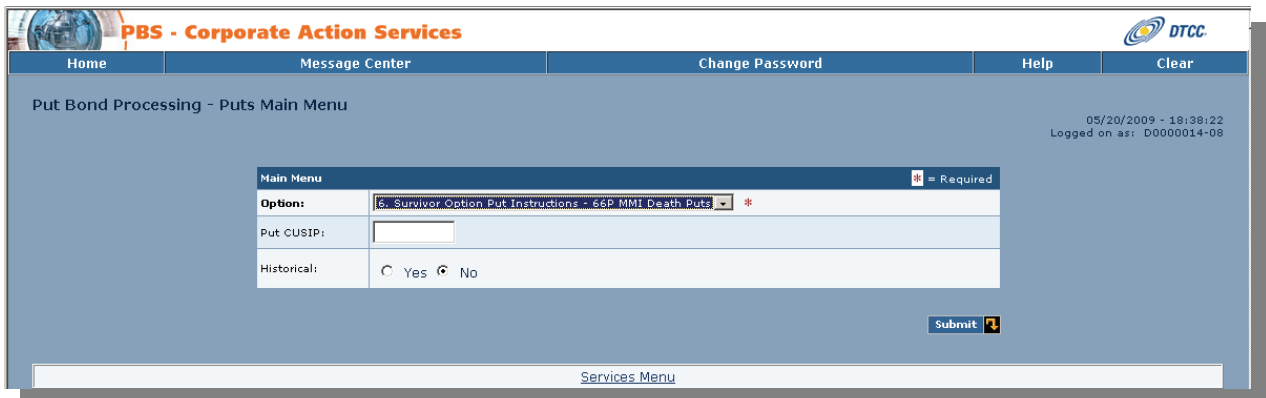 PBS - Corporate Action Services
DTCC.
Home Message Center Change Password Help Clear
Put Bond Processing - Puts Main Menu
05/20/2009 - 18:38:22
Logged on as: D0000014-08
Main Menu * = Required
Option: 6. Survivor Option Put Instructions - 66P MMI Death Puts *
Put CUSIP:
Historical: Yes No
Submit
Services Menu